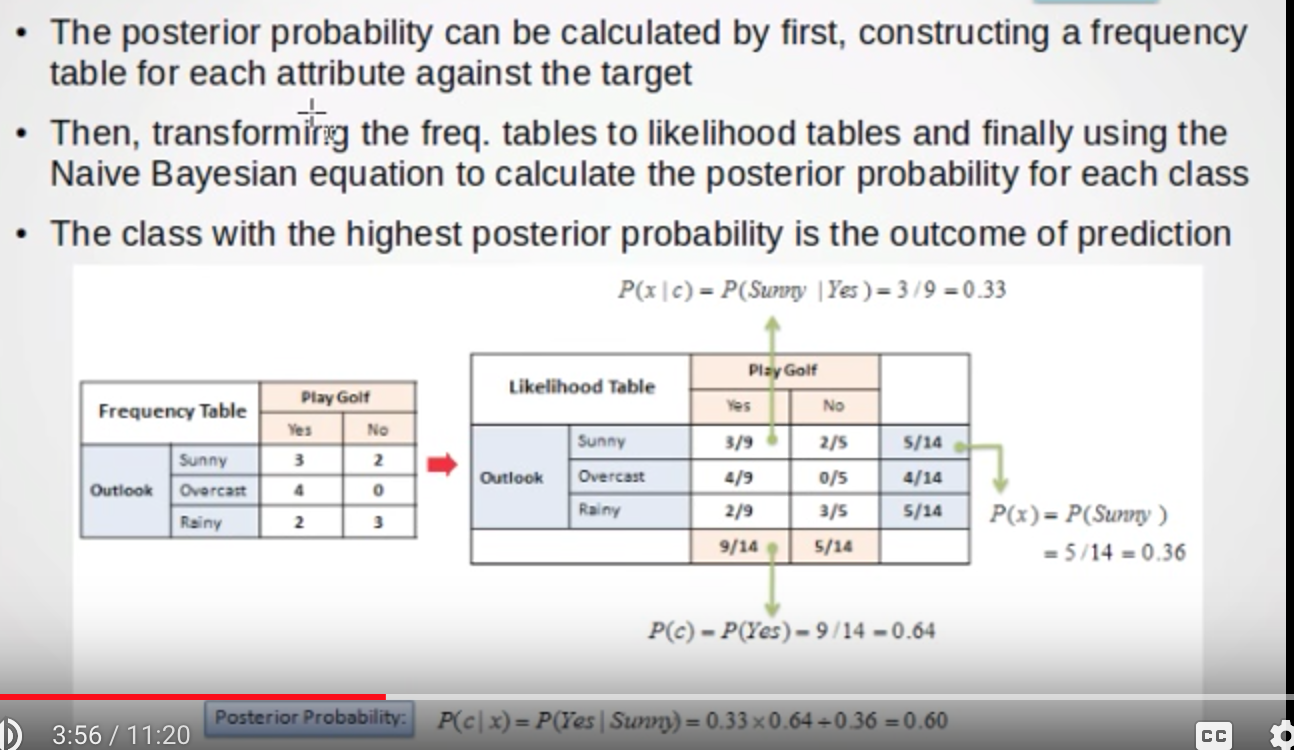 • The posterior probability can be calculated by first, constructing a frequency
table for each attribute against the target
• Then, transforming the freq. tables to likelihood tables and finally using the
Naive Bayesian equation to calculate the posterior probability for each class
• The class with the highest posterior probability is the outcome of prediction
P(x|c) = P(Sunny | Yes) = 3/9 = 0.33
Frequency Table
Play Golf
Yes No
Outlook
Sunny 3 2
Overcast 4 0
Rainy 2 3
Likelihood Table
Play Golf
Yes No
Outlook
Sunny 3/9 2/5 5/14
Overcast 4/9 0/5 4/14
Rainy 2/9 3/5 5/14
9/14 5/14
P(x) = P(Sunny)
= 5/14 = 0.36
P(c) = P(Yes) = 9/14 = 0.64
Posterior Probability: P(c|x) = P(Yes | Sunny) = 0.33 × 0.64 ÷ 0.36 = 0.60
3:56 / 11:20
CC